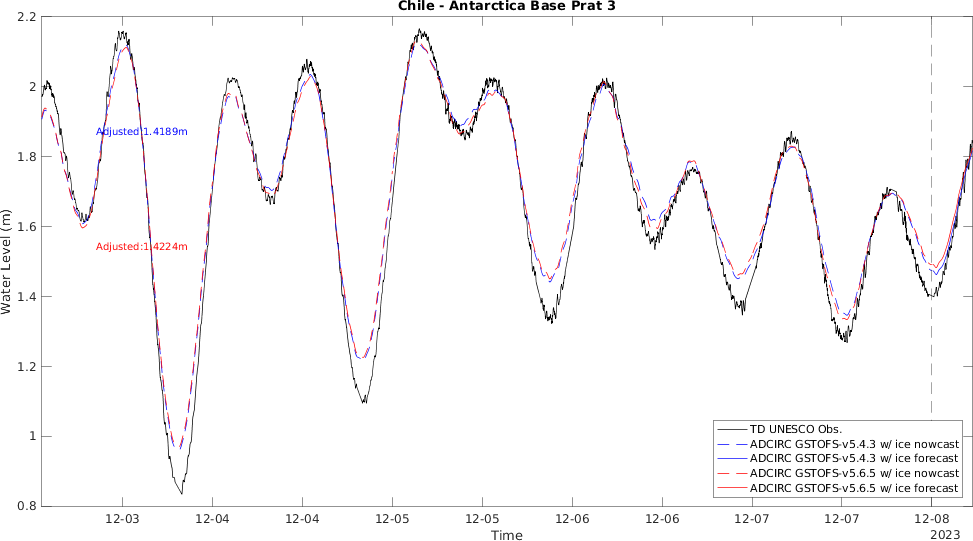 Chile - Antarctica Base Prat 3
Water Level (m)
2.2
2
1.8
1.6
1.4
1.2
1
0.8
Adjusted:1.4189m
Adjusted:1.4224m
TD UNESCO Obs.
ADCIRC GSTOFS-v5.4.3 w/ ice nowcast
ADCIRC GSTOFS-v5.4.3 w/ ice forecast
ADCIRC GSTOFS-v5.6.5 w/ ice nowcast
ADCIRC GSTOFS-v5.6.5 w/ ice forecast
12-03 12-04 12-04 12-05 12-05 12-06 12-06 12-07 12-07 12-08
Time
2023